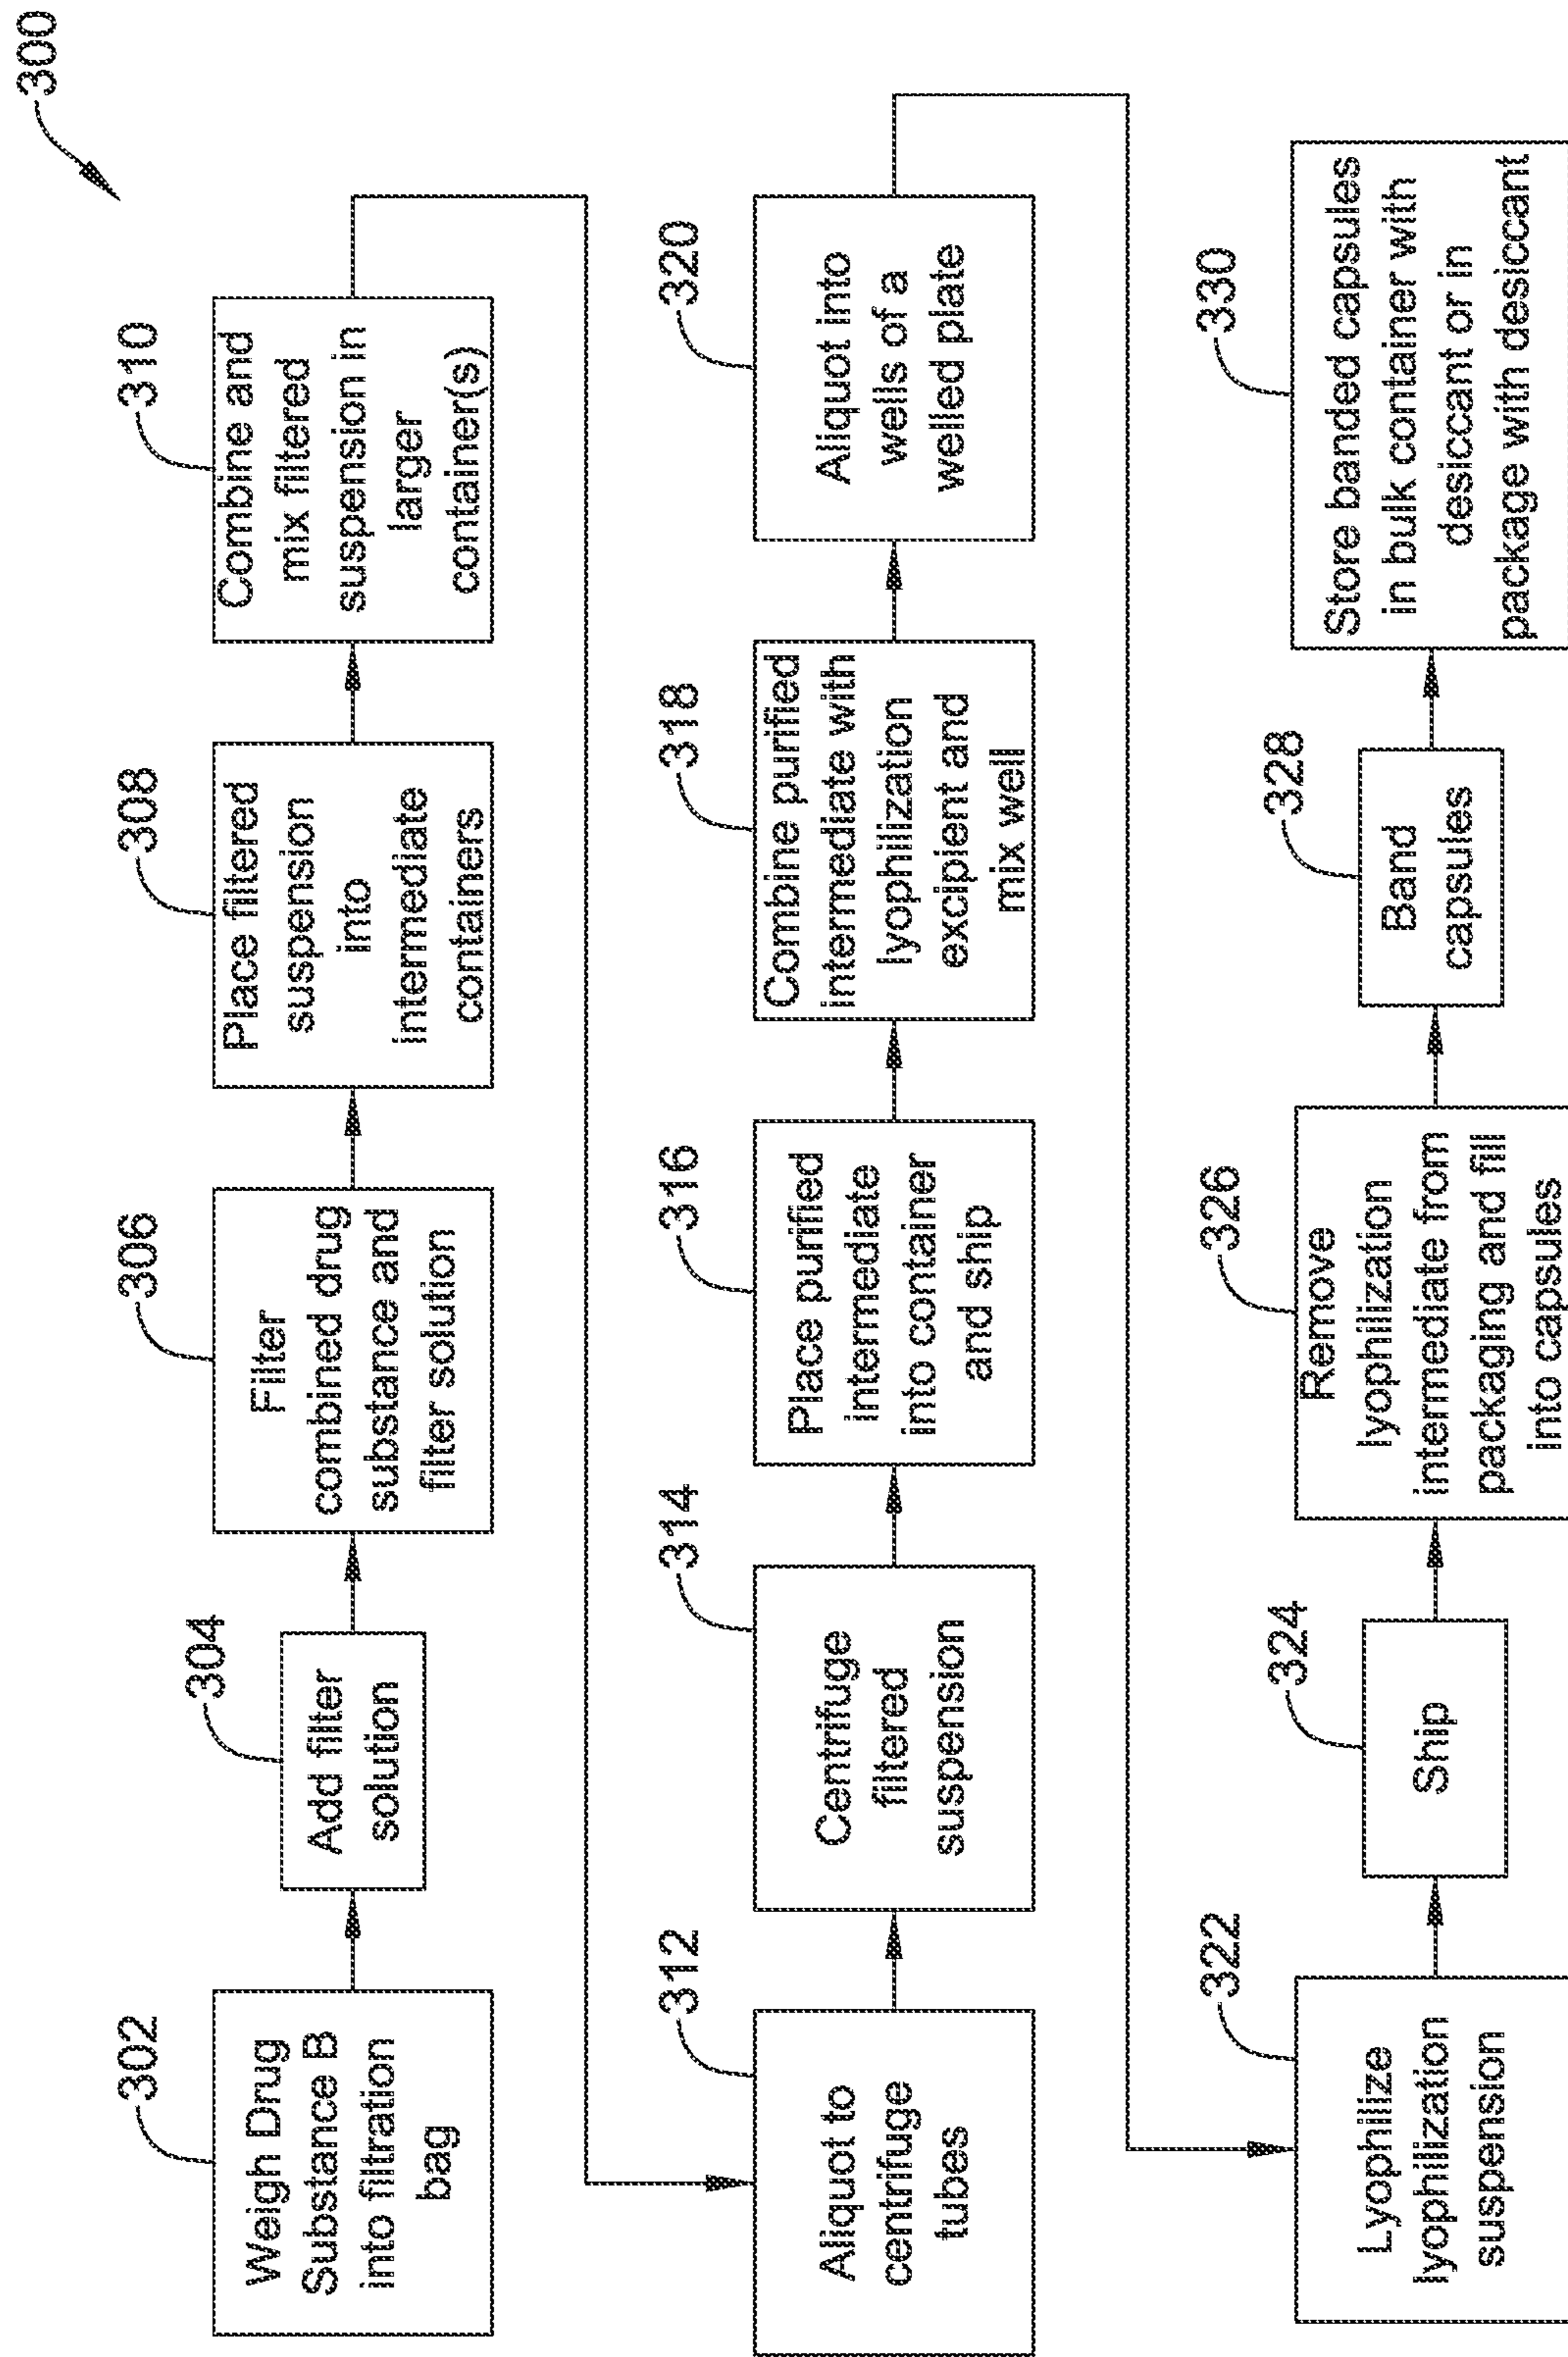 300
302
Weigh Drug
Substance B
into filtration
bag
304
Add filter
solution
306
Filter
combined drug
substance and
filter solution
308
Place filtered
suspension
into
intermediate
containers
310
Combine and
mix filtered
suspension in
larger
container(s)
312
Aliquot to
centrifuge
tubes
314
Centrifuge
filtered
suspension
316
Place purified
intermediate
into container
and ship
318
Combine purified
intermediate with
lyophilization
excipient and
mix well
320
Aliquot into
wells of a
welled plate
322
Lyophilize
lyophilization
suspension
324
Ship
326
Remove
lyophilization
intermediate from
packaging and fill
into capsules
328
Band
capsules
330
Store banded capsules
in bulk container with
desiccant or in
package with desiccant